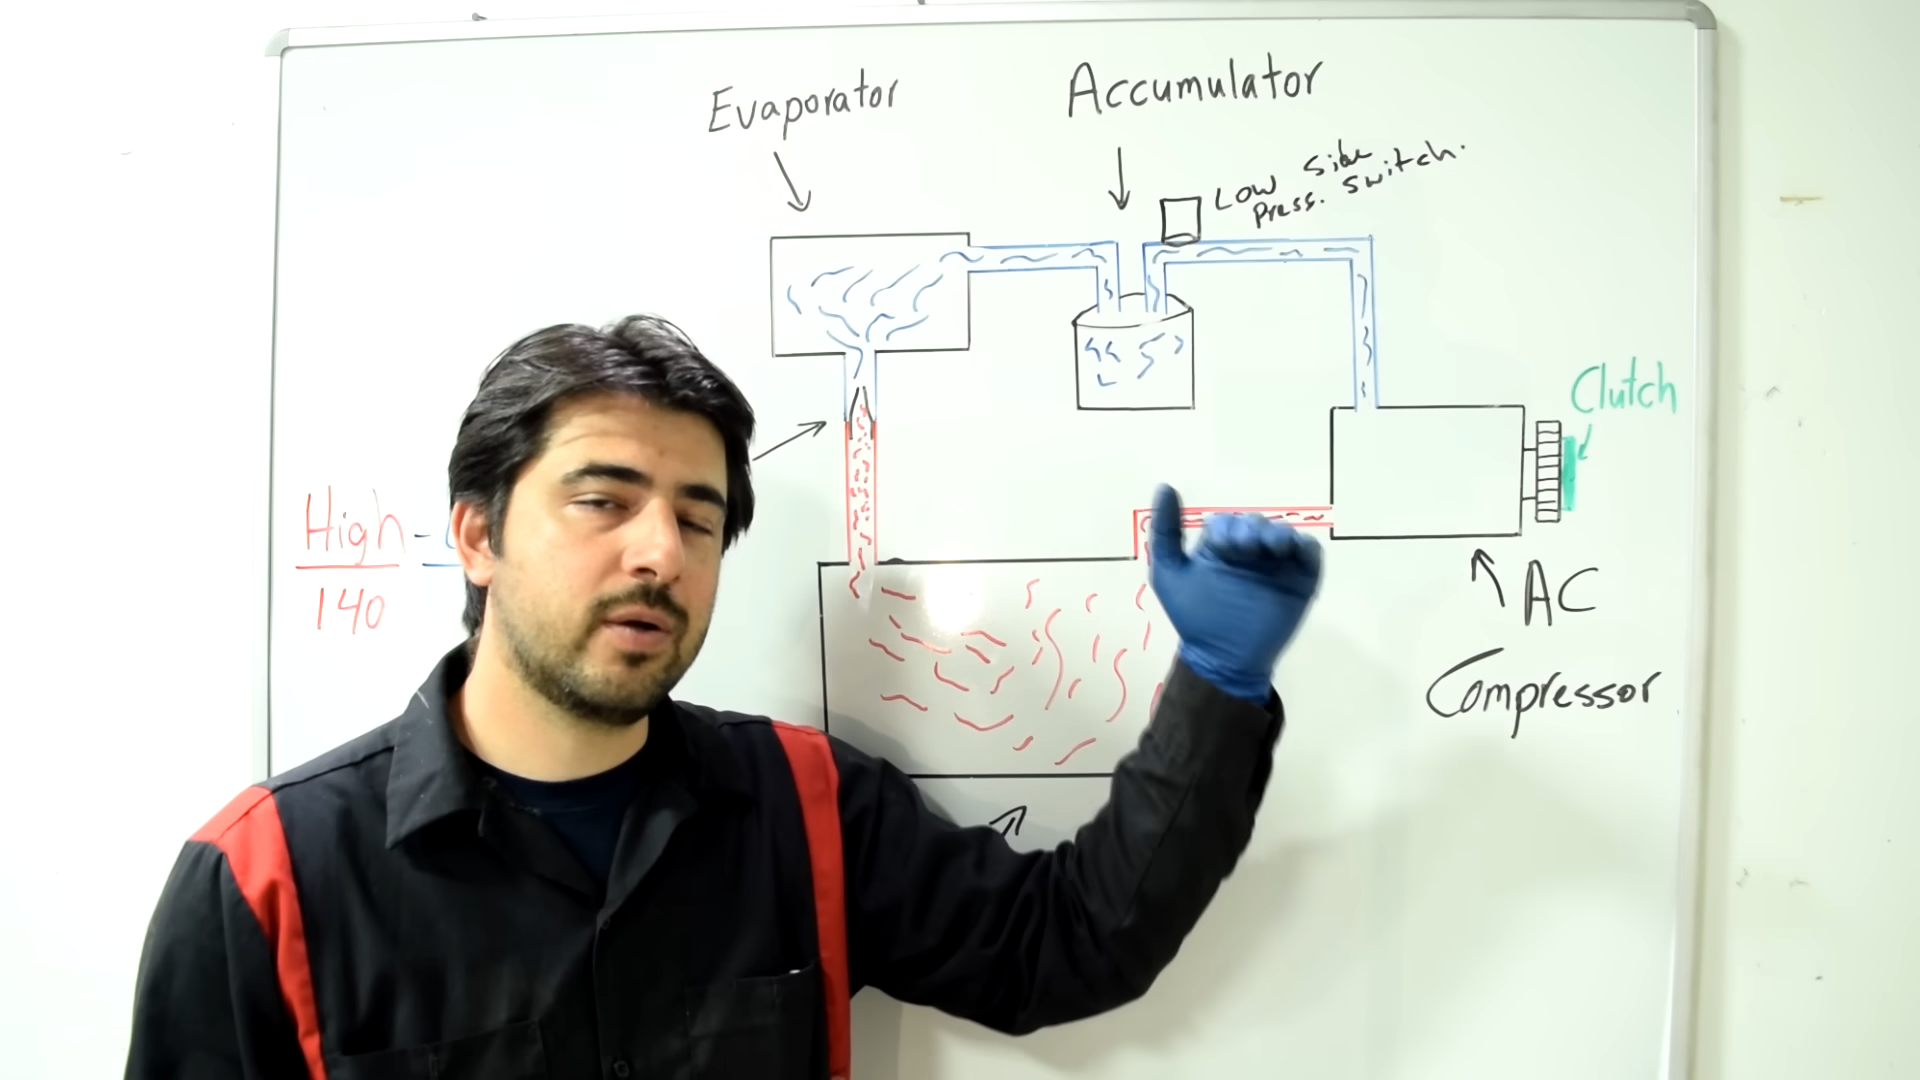 Evaporator
Accumulator
Low Side
Press. Switch.
Clutch
High -
140
AC
Compressor